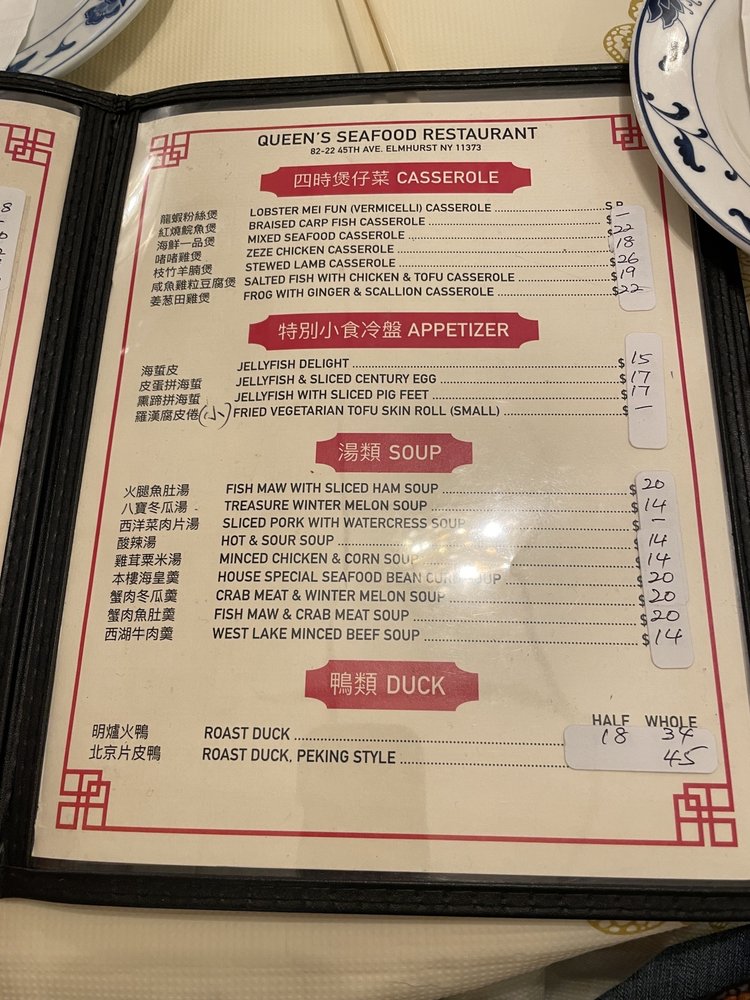 QUEEN'S SEAFOOD RESTAURANT
82-22 45TH AVE. ELMHURST NY 11373
四時煲仔菜 CASSEROLE
龍蝦粉絲煲 LOBSTER MEI FUN (VERMICELLI) CASSEROLE S.P.
紅燒鯇魚煲 BRAISED CARP FISH CASSEROLE $ –
海鮮一品煲 MIXED SEAFOOD CASSEROLE $22
啫啫雞煲 ZEZE CHICKEN CASSEROLE 18
枝竹羊腩煲 STEWED LAMB CASSEROLE $26
咸魚雞粒豆腐煲 SALTED FISH WITH CHICKEN & TOFU CASSEROLE $19
姜葱田雞煲 FROG WITH GINGER & SCALLION CASSEROLE $22
特別小食冷盤 APPETIZER
海蜇皮 JELLYFISH DELIGHT $15
皮蛋拼海蜇 JELLYFISH & SLICED CENTURY EGG $17
熏蹄拼海蜇 JELLYFISH WITH SLICED PIG FEET $17
羅漢腐皮倦 (小) FRIED VEGETARIAN TOFU SKIN ROLL (SMALL) $ –
湯類 SOUP
火腿魚肚湯 FISH MAW WITH SLICED HAM SOUP $20
八寶冬瓜湯 TREASURE WINTER MELON SOUP $14
西洋菜肉片湯 SLICED PORK WITH WATERCRESS SOUP $ –
酸辣湯 HOT & SOUR SOUP $14
雞茸粟米湯 MINCED CHICKEN & CORN SOUP $14
本樓海皇羹 HOUSE SPECIAL SEAFOOD BEAN CURD SOUP $20
蟹肉冬瓜羹 CRAB MEAT & WINTER MELON SOUP $20
蟹肉魚肚羹 FISH MAW & CRAB MEAT SOUP $20
西湖牛肉羹 WEST LAKE MINCED BEEF SOUP $14
鴨類 DUCK
HALF WHOLE
明爐火鴨 ROAST DUCK 18 34
北京片皮鴨 ROAST DUCK, PEKING STYLE 45